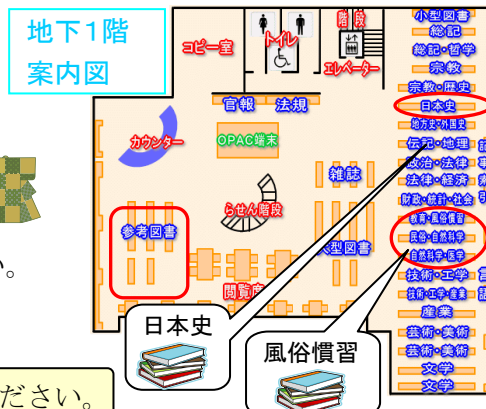 地下1階
案内図
コピー室
トイレ
階段
エレベーター
官報
法規
カウンター
OPAC端末
雑誌
らせん階段
参考図書
大型図書
閲覧席
小型図書
総記
総記・哲学
宗教
宗教・歴史
日本史
地方史・外国史
伝記・地理
政治・法律
法律・経済
財政・統計・社会
教育・風俗慣習
民俗・自然科学
自然科学・医学
技術・工学
技術・工学・産業
産業
芸術・美術
芸術・美術
文学
文学
日本史
風俗慣習
い。
ださい。